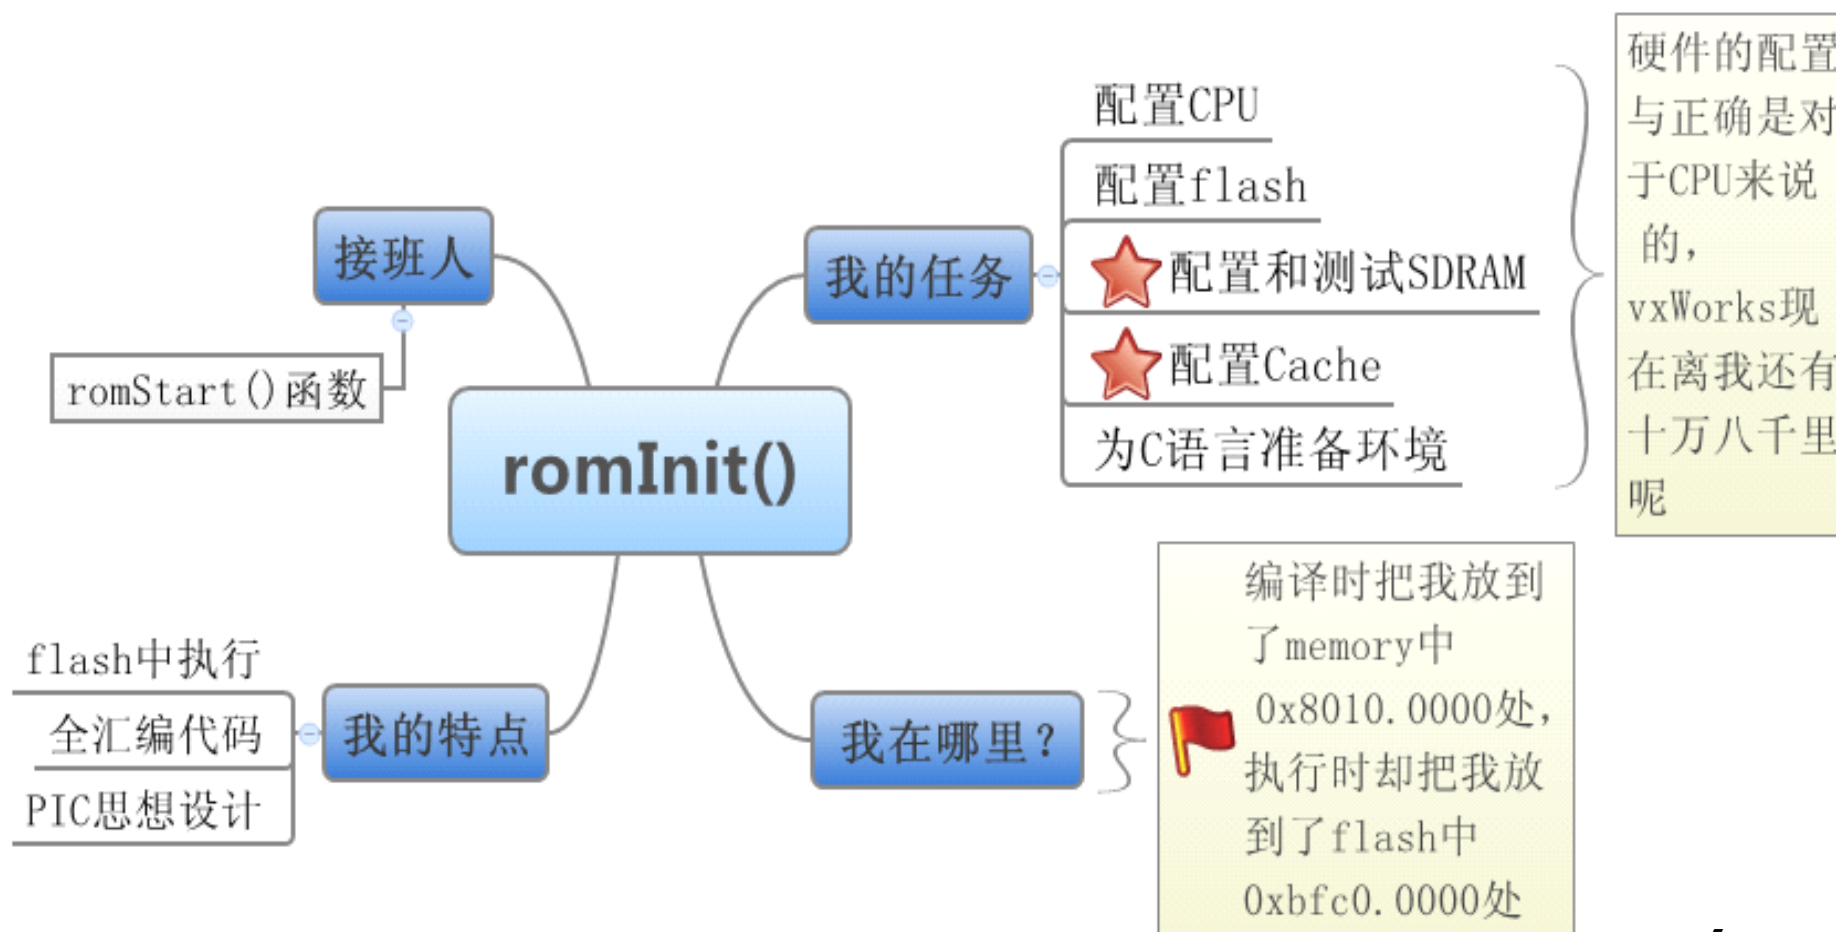 接班人
romStart()函数
romInit()
我的任务
配置CPU
配置flash
配置和测试SDRAM
配置Cache
为C语言准备环境
硬件的配置
与正确是对
于CPU来说
的，
vxWorks现
在离我还有
十万八千里
呢
我的特点
flash中执行
全汇编代码
PIC思想设计
我在哪里？
编译时把我放到
了memory中
0x8010.0000处，
执行时却把我放
到了flash中
0xbfc0.0000处